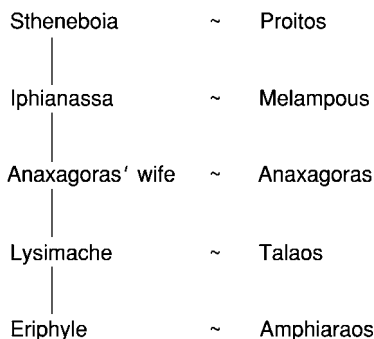 Stheneboia ~ Proitos
Iphianassa ~ Melampous
Anaxagoras' wife ~ Anaxagoras
Lysimache ~ Talaos
Eriphyle ~ Amphiaraos